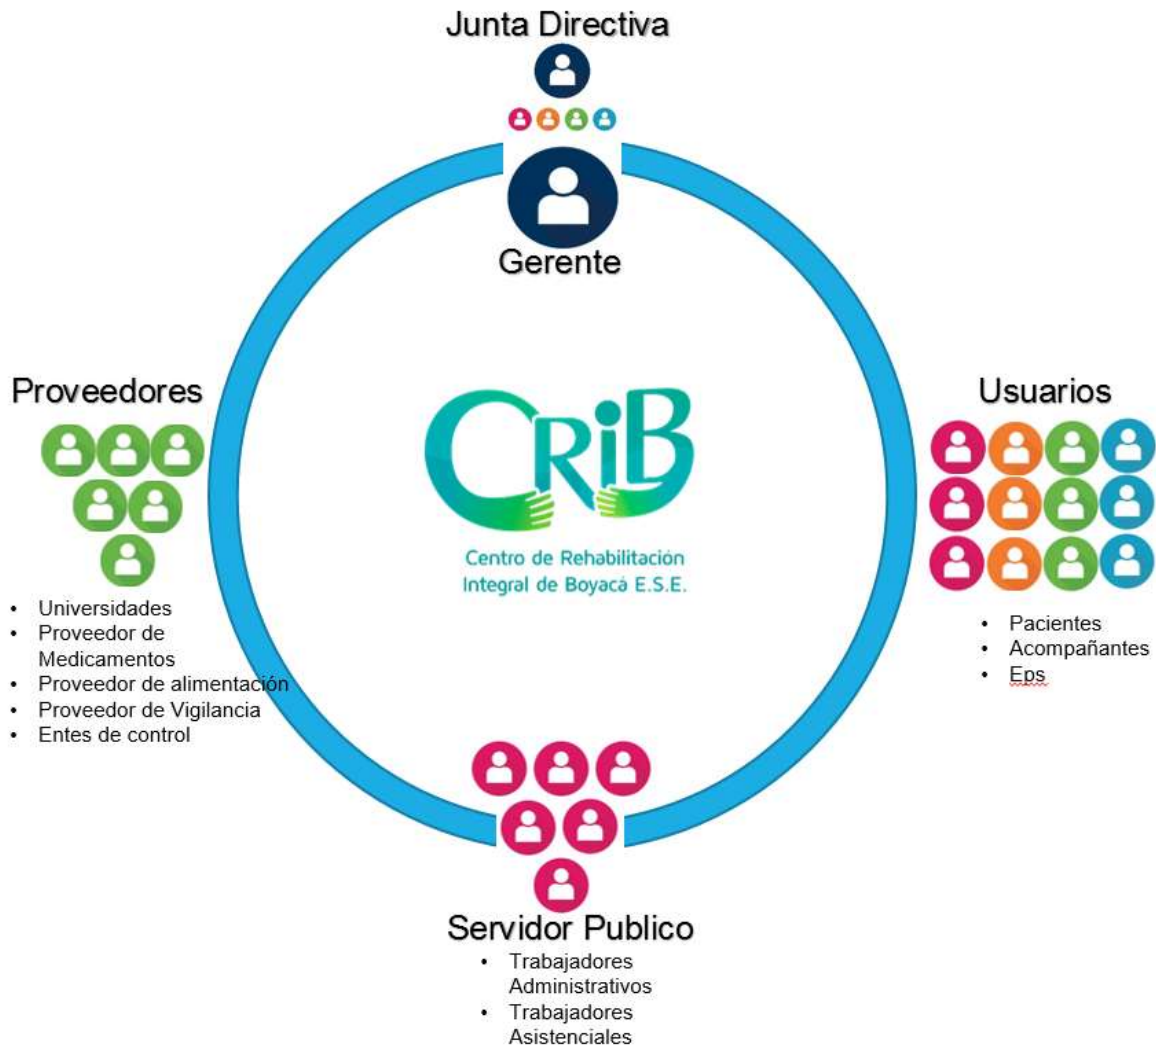 Junta Directiva
Gerente
Proveedores
• Universidades
• Proveedor de
Medicamentos
• Proveedor de alimentación
• Proveedor de Vigilancia
• Entes de control
CRiB
Centro de Rehabilitación
Integral de Boyacá E.S.E.
Usuarios
• Pacientes
• Acompañantes
• Eps
Servidor Publico
• Trabajadores
Administrativos
• Trabajadores
Asistenciales